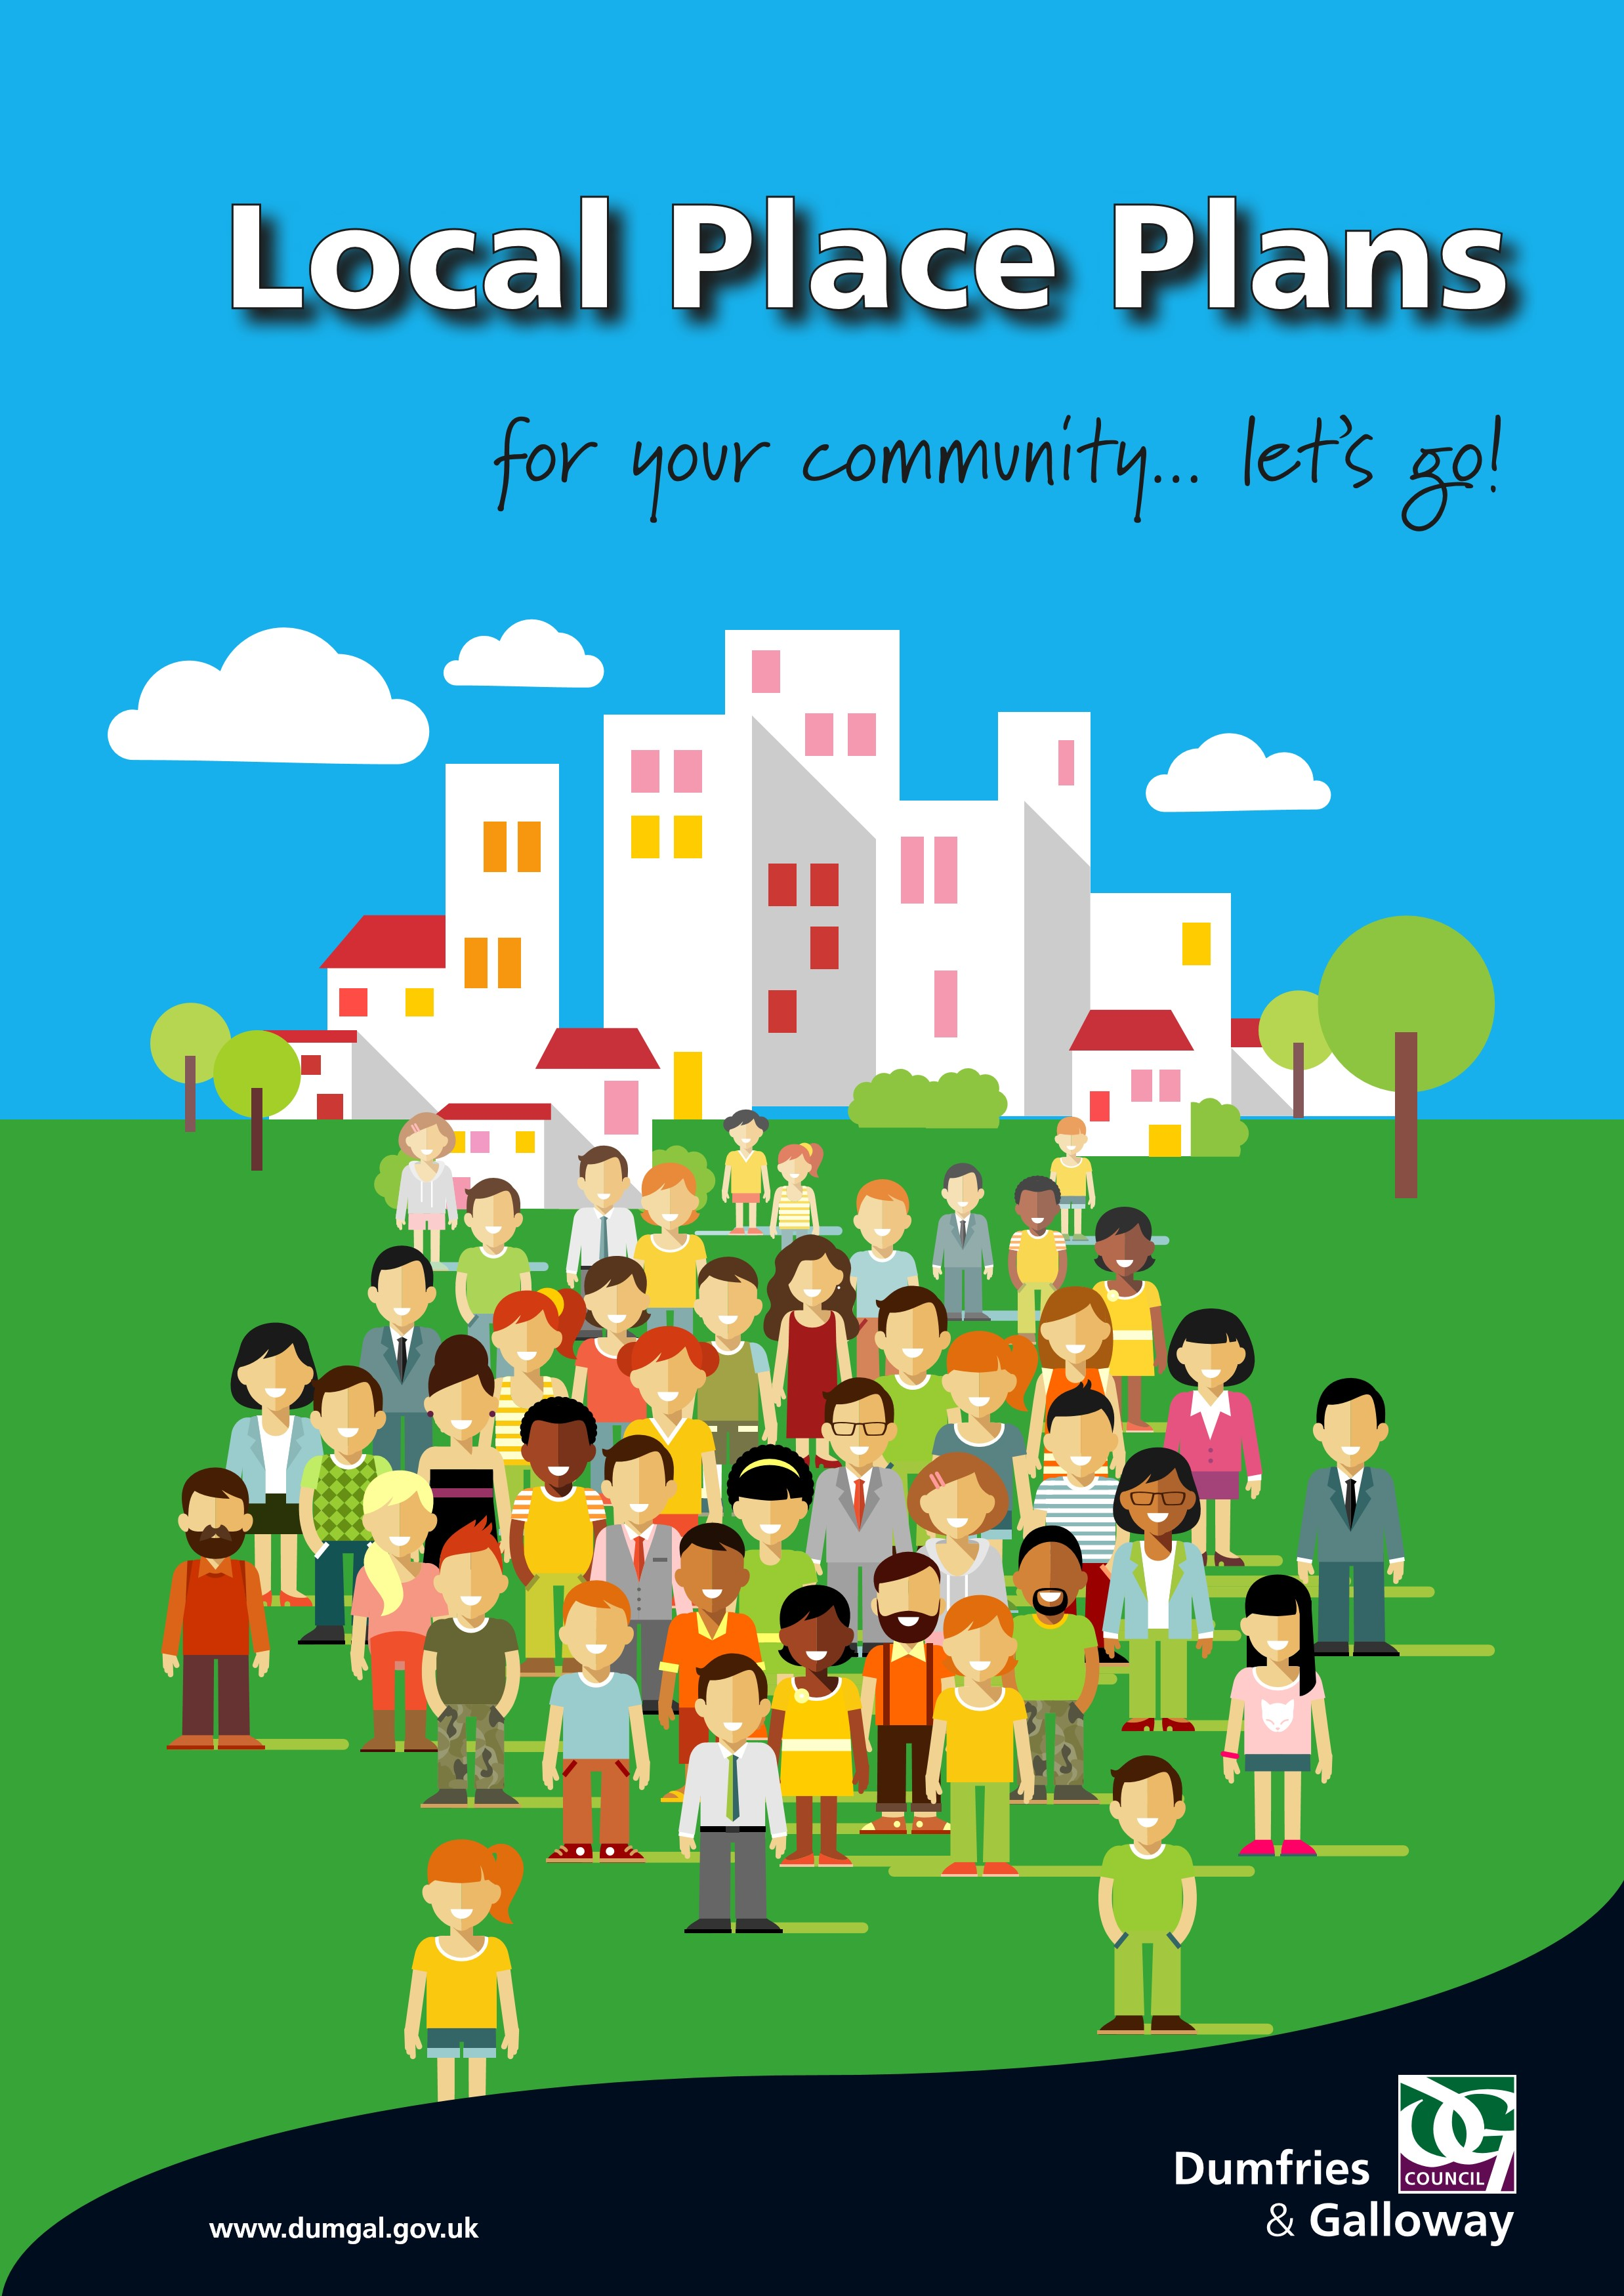 Local Place Plans
for your community... let's go!
www.dumgal.gov.uk
Dumfries
& Galloway
COUNCIL